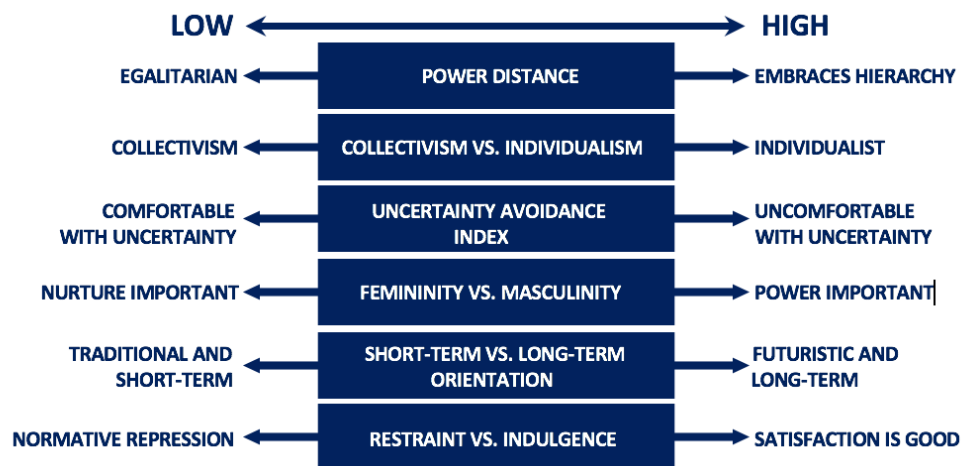 LOW HIGH
EGALITARIAN POWER DISTANCE EMBRACES HIERARCHY
COLLECTIVISM COLLECTIVISM VS. INDIVIDUALISM INDIVIDUALIST
COMFORTABLE
WITH UNCERTAINTY
UNCERTAINTY AVOIDANCE
INDEX
UNCOMFORTABLE
WITH UNCERTAINTY
NURTURE IMPORTANT FEMININITY VS. MASCULINITY POWER IMPORTANT
TRADITIONAL AND
SHORT-TERM
SHORT-TERM VS. LONG-TERM
ORIENTATION
FUTURISTIC AND
LONG-TERM
NORMATIVE REPRESSION RESTRAINT VS. INDULGENCE SATISFACTION IS GOOD